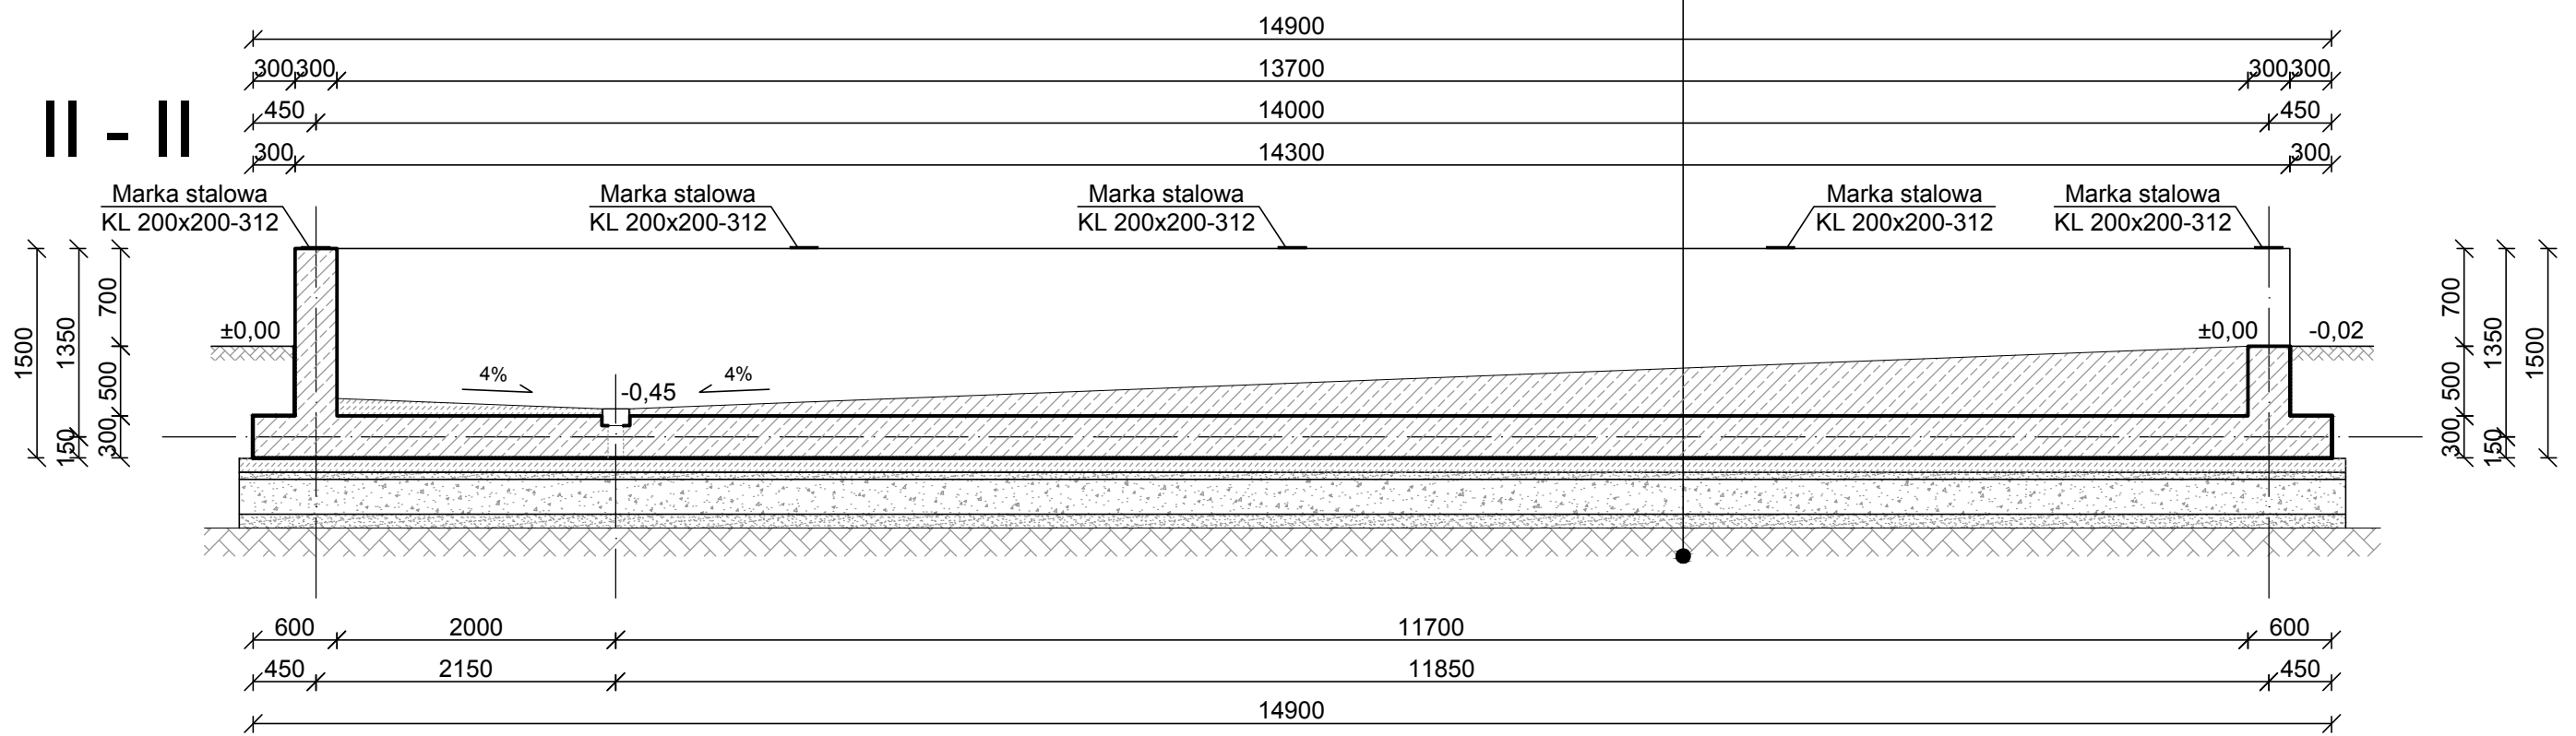 14900
300 300 13700 300 300
II - II
450 14000 450
300 14300 300
Marka stalowa
KL 200x200-312
Marka stalowa
KL 200x200-312
Marka stalowa
KL 200x200-312
Marka stalowa
KL 200x200-312
Marka stalowa
KL 200x200-312
1500
1350
150
700
500
300
±0,00
4%
-0,45
4%
±0,00
-0,02
700
500
300
1350
150
1500
600 2000 11700 600
450 2150 11850 450
14900